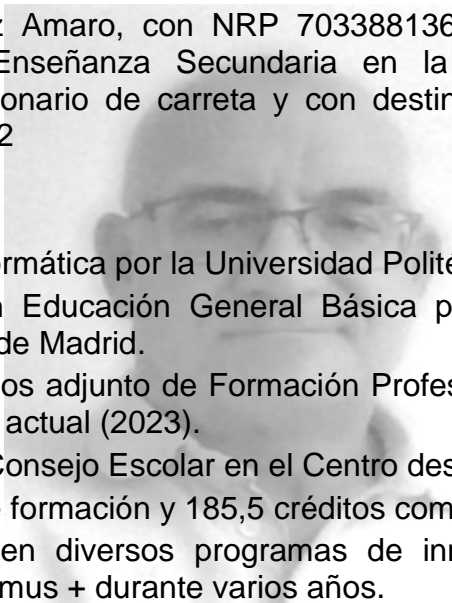 z Amaro, con NRP 703388136
Enseñanza Secundaria en la
onario de carreta y con destin
2
ormática por la Universidad Polité
n Educación General Básica p
de Madrid.
os adjunto de Formación Profes
actual (2023).
Consejo Escolar en el Centro des
e formación y 185,5 créditos com
en diversos programas de inn
mus + durante varios años.